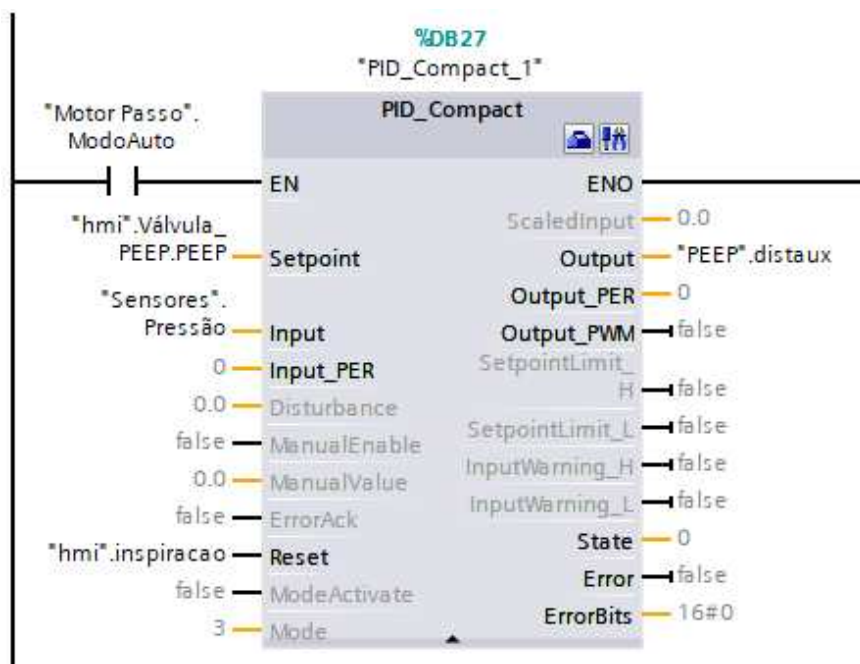 %DB27
"PID_Compact_1"
"Motor Passo".
ModoAuto
PID_Compact
EN
ENO
ScaledInput
0.0
"hmi".Válvula_
PEEP.PEEP
Setpoint
Output
"PEEP".distaux
Output_PER
0
"Sensores".
Pressão
Input
Output_PWM
false
0
Input_PER
SetpointLimit_
H
false
0.0
Disturbance
SetpointLimit_L
false
false
ManualEnable
InputWarning_H
false
0.0
ManualValue
InputWarning_L
false
false
ErrorAck
State
0
"hmi".inspiracao
Reset
Error
false
false
ModeActivate
ErrorBits
16#0
3
Mode